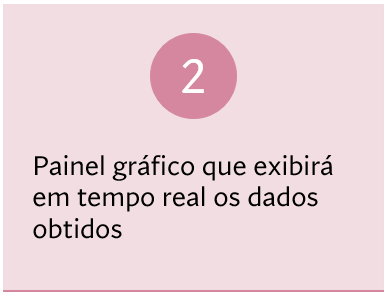 2
Painel gráfico que exibirá
em tempo real os dados
obtidos